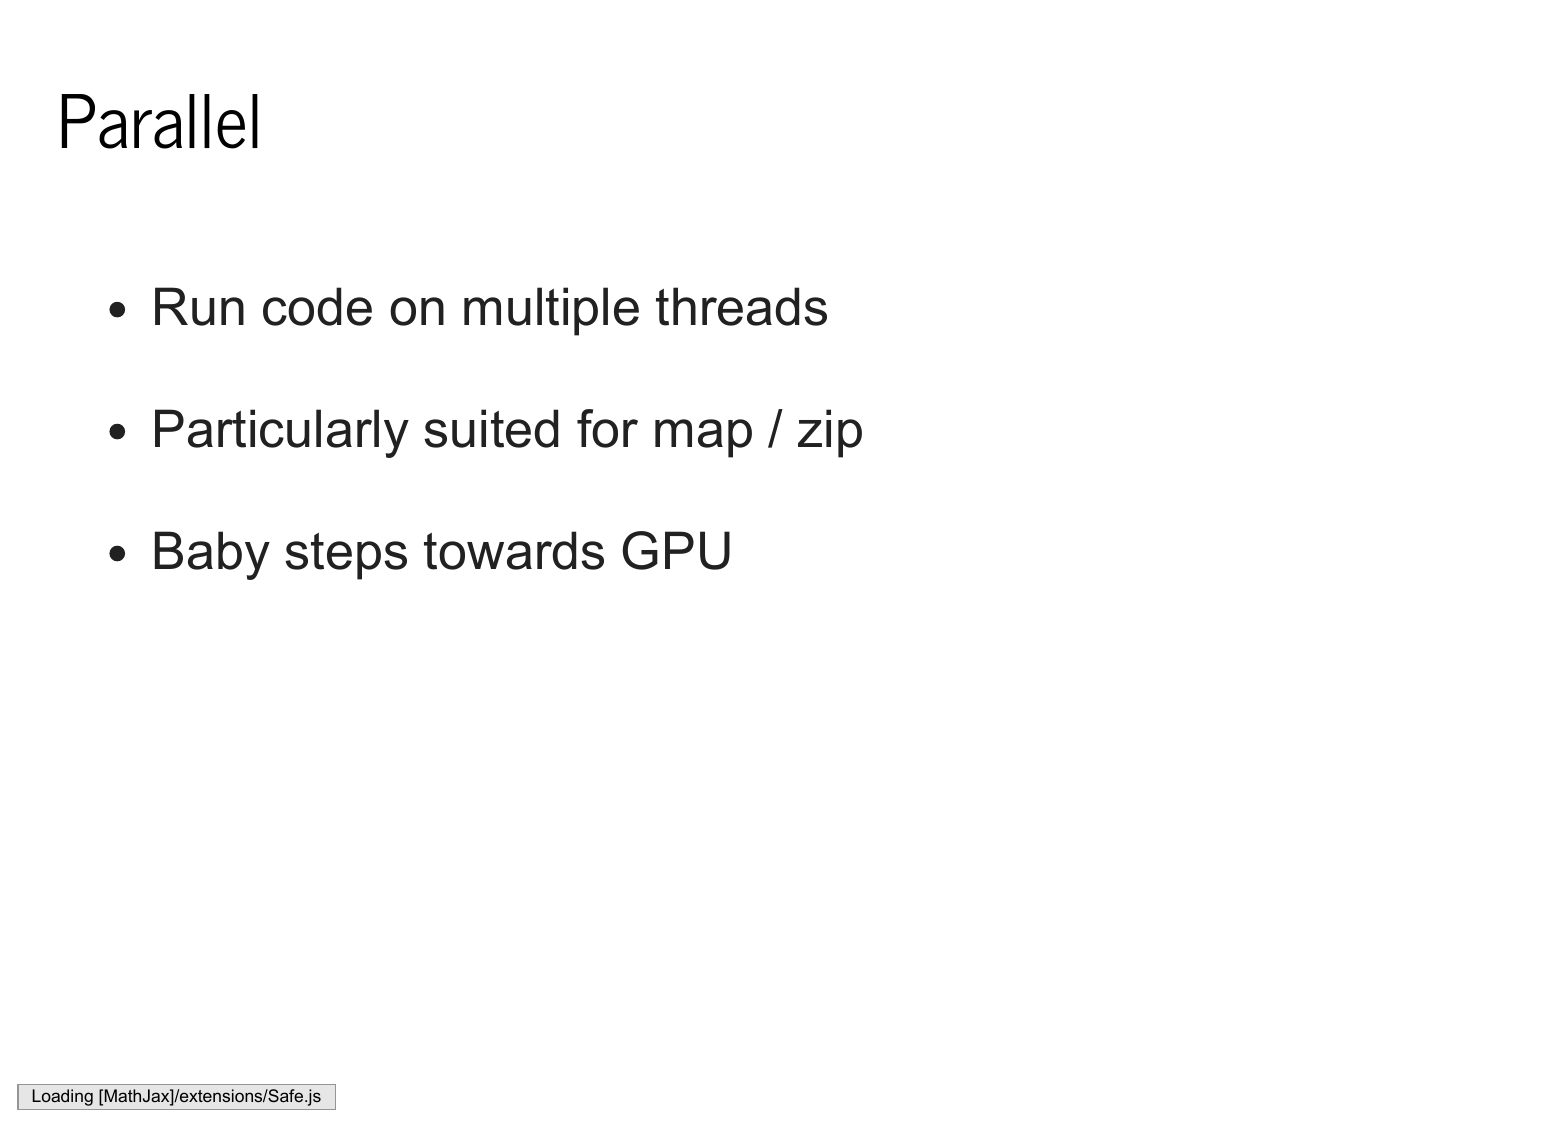 Parallel
• Run code on multiple threads
• Particularly suited for map / zip
• Baby steps towards GPU
Loading [MathJax]/extensions/Safe.js